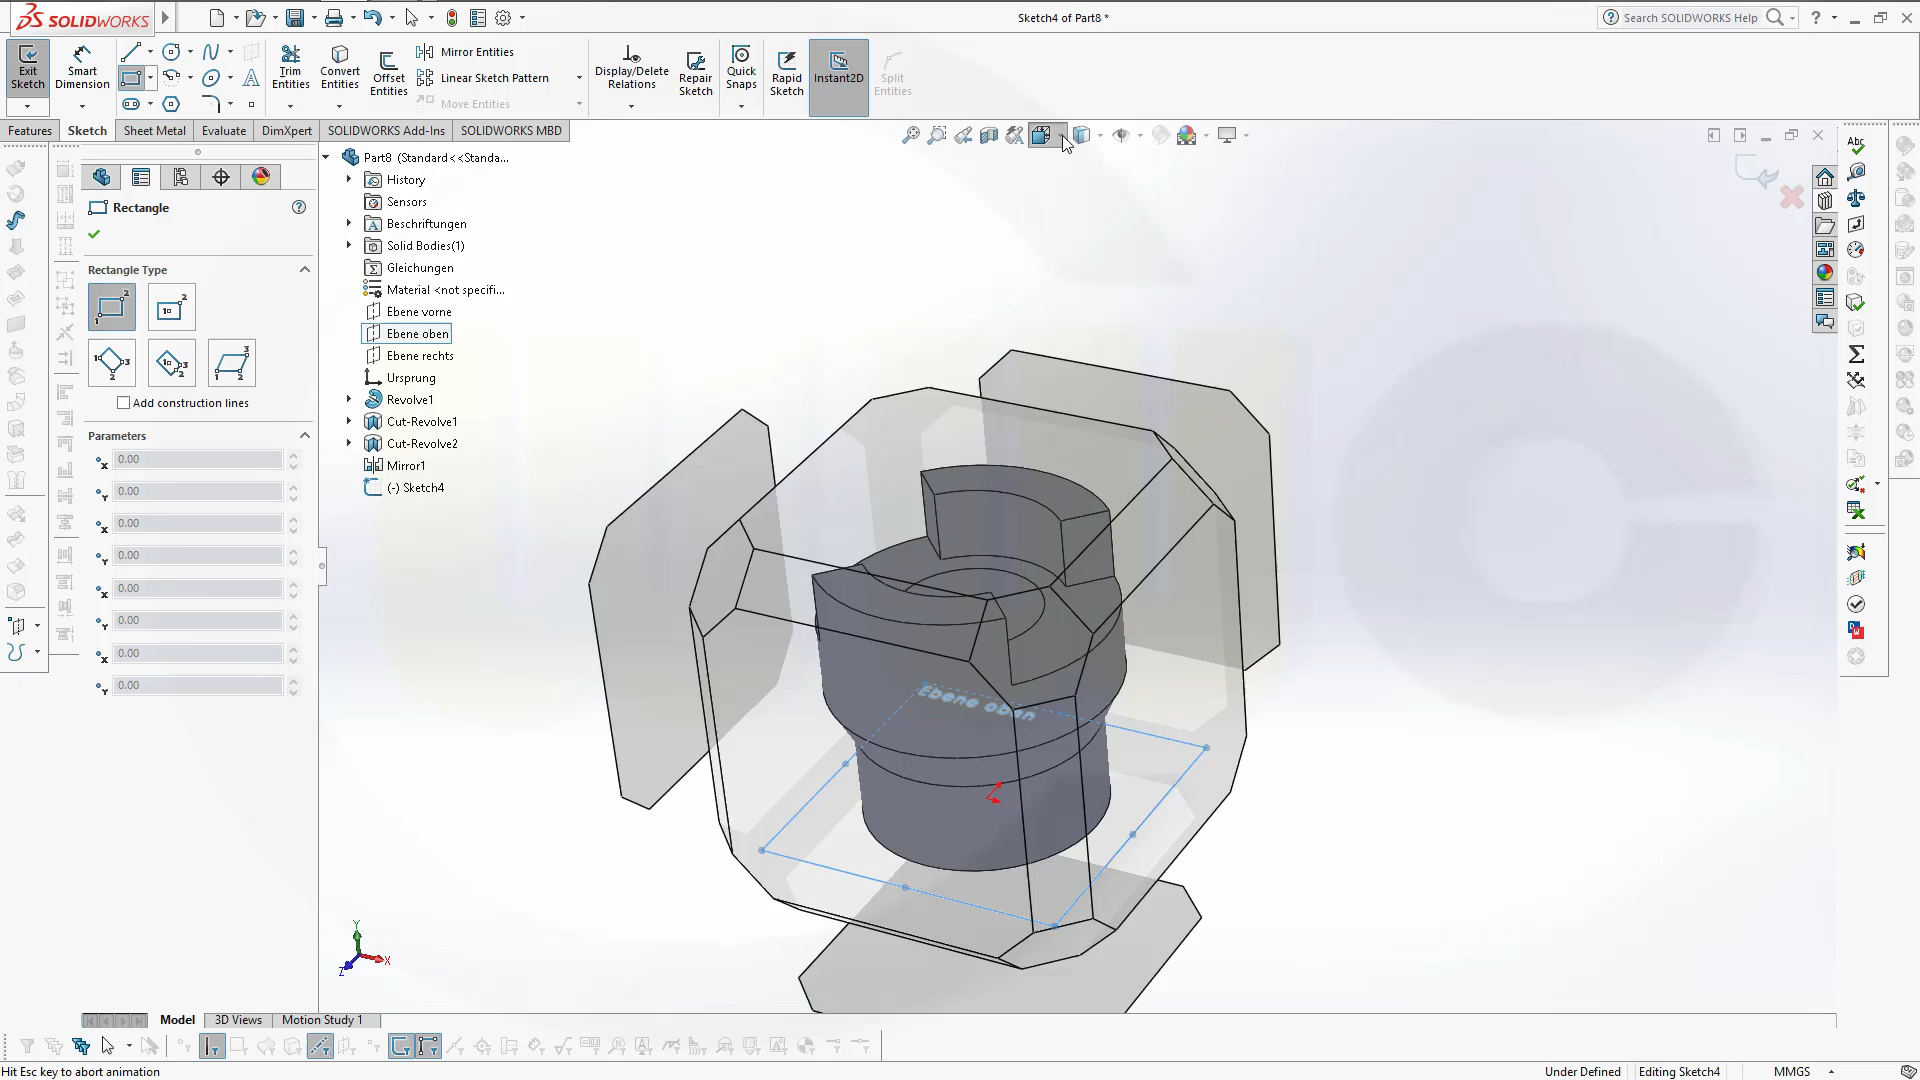 SOLIDWORKS
Sketch4 of Part8 *
Search SOLIDWORKS Help
Exit Sketch
Smart Dimension
Trim Entities
Convert Entities
Offset Entities
Mirror Entities
Linear Sketch Pattern
Move Entities
Display/Delete Relations
Repair Sketch
Quick Snaps
Rapid Sketch
Instant2D
Split Entities
Features
Sketch
Sheet Metal
Evaluate
DimXpert
SOLIDWORKS Add-Ins
SOLIDWORKS MBD
Rectangle
Rectangle Type
Add construction lines
Parameters
0.00
0.00
0.00
0.00
0.00
0.00
0.00
0.00
Part8 (Standard<<Standa...
History
Sensors
Beschriftungen
Solid Bodies(1)
Gleichungen
Material <not specifi...
Ebene vorne
Ebene oben
Ebene rechts
Ursprung
Revolve1
Cut-Revolve1
Cut-Revolve2
Mirror1
(-) Sketch4
Ebene oben
Y
X
Z
Model
3D Views
Motion Study 1
Hit Esc key to abort animation
Under Defined
Editing Sketch4
MMGS